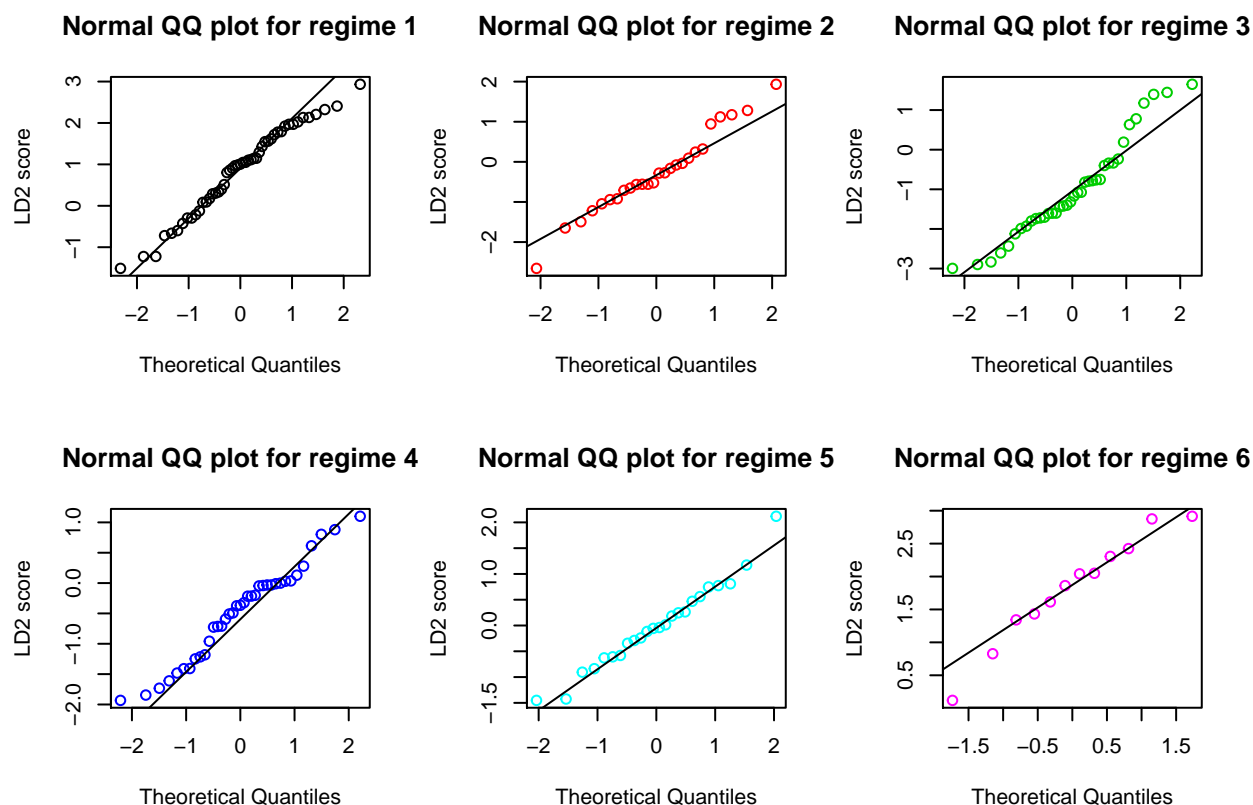 Normal QQ plot for regime 1
LD2 score
3
2
1
0
−1
−2 −1 0 1 2
Theoretical Quantiles
Normal QQ plot for regime 2
LD2 score
2
0
−2
−2 −1 0 1 2
Theoretical Quantiles
Normal QQ plot for regime 3
LD2 score
1
0
−1
−3
−2 −1 0 1 2
Theoretical Quantiles
Normal QQ plot for regime 4
LD2 score
1.0
0.0
−1.0
−2.0
−2 −1 0 1 2
Theoretical Quantiles
Normal QQ plot for regime 5
LD2 score
2.0
1.0
0.0
−1.5
−2 −1 0 1 2
Theoretical Quantiles
Normal QQ plot for regime 6
LD2 score
2.5
1.5
0.5
−1.5 −0.5 0.5 1.5
Theoretical Quantiles